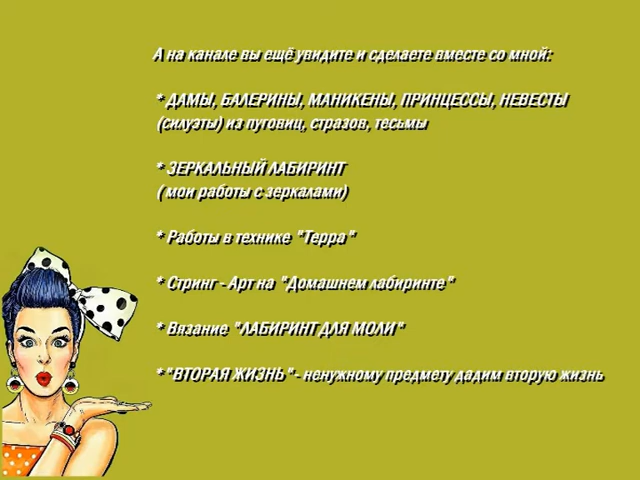 А на канале вы ещё увидите и сделаете вместе со мной:
* ДАМЫ, БАЛЕРИНЫ, МАНИКЕНЫ, ПРИНЦЕССЫ, НЕВЕСТЫ
(силуэты) из пуговиц, стразов, тесьмы
* ЗЕРКАЛЬНЫЙ ЛАБИРИНТ
( мои работы с зеркалами)
* Работы в технике "Терра"
* Стринг - Арт на "Домашнем лабиринте"
* Вязание "ЛАБИРИНТ ДЛЯ МОЛИ"
* "ВТОРАЯ ЖИЗНЬ" - ненужному предмету дадим вторую жизнь